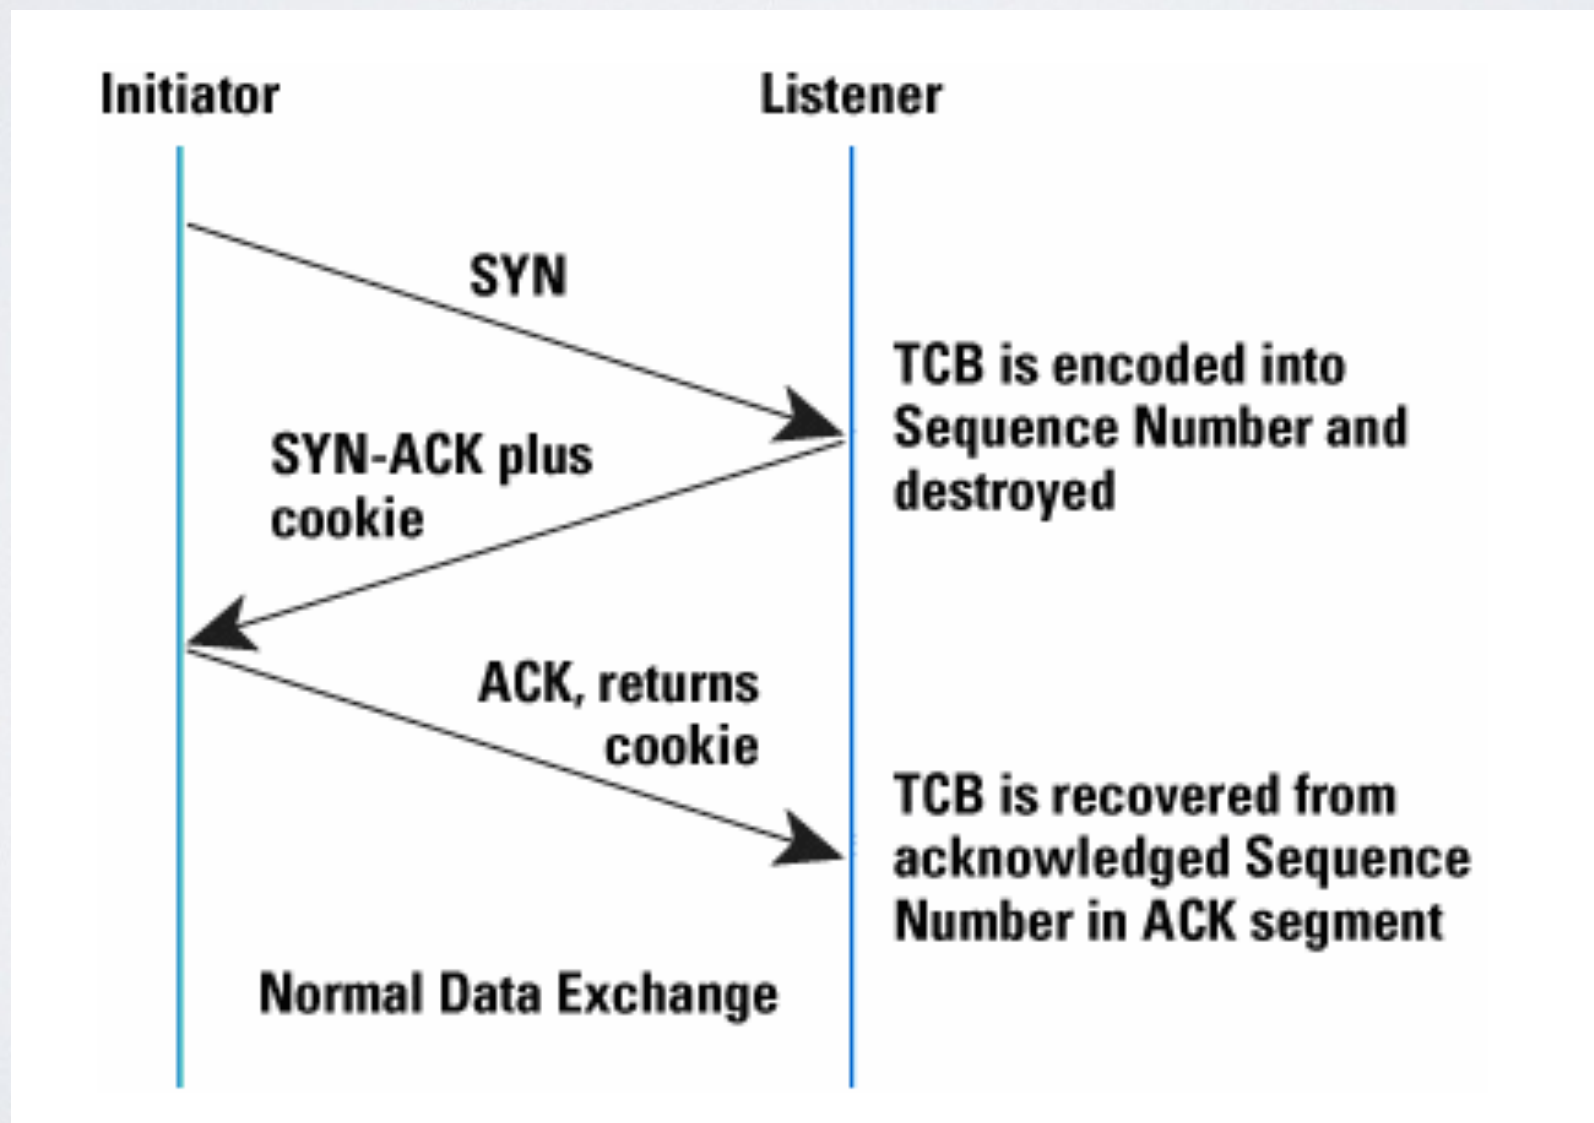 Initiator
Listener
SYN
TCB is encoded into
Sequence Number and
destroyed
SYN-ACK plus
cookie
ACK, returns
cookie
TCB is recovered from
acknowledged Sequence
Number in ACK segment
Normal Data Exchange